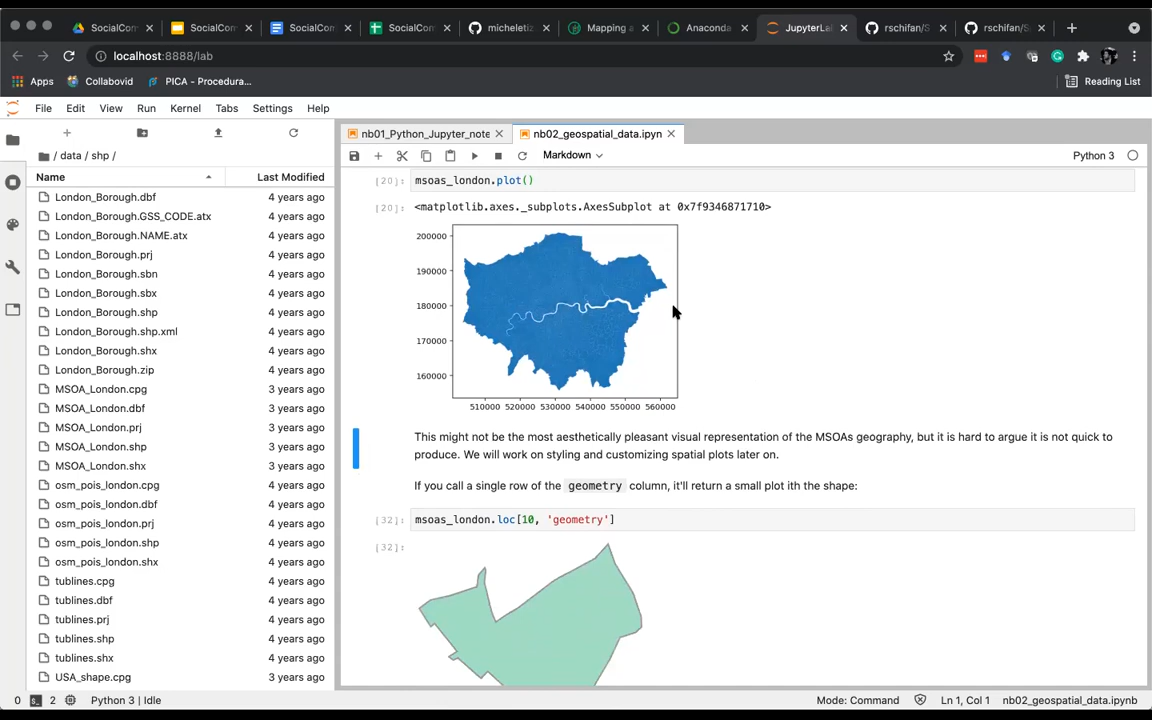 SocialCom
SocialCom
SocialCom
SocialCom
micheletiz
Mapping a
Anaconda
JupyterLab
rschifan/S
rschifan/S
localhost:8888/lab
Apps
Collabovid
PICA - Procedura...
Reading List
File Edit View Run Kernel Tabs Settings Help
nb01_Python_Jupyter_note
nb02_geospatial_data.ipyn
/ data / shp /
Markdown
Python 3
Name Last Modified
London_Borough.dbf 4 years ago
London_Borough.GSS_CODE.atx 4 years ago
London_Borough.NAME.atx 4 years ago
London_Borough.prj 4 years ago
London_Borough.sbn 4 years ago
London_Borough.sbx 4 years ago
London_Borough.shp 4 years ago
London_Borough.shp.xml 4 years ago
London_Borough.shx 4 years ago
London_Borough.zip 4 years ago
MSOA_London.cpg 3 years ago
MSOA_London.dbf 3 years ago
MSOA_London.prj 3 years ago
MSOA_London.shp 3 years ago
MSOA_London.shx 3 years ago
osm_pois_london.cpg 4 years ago
osm_pois_london.dbf 4 years ago
osm_pois_london.prj 4 years ago
osm_pois_london.shp 4 years ago
osm_pois_london.shx 4 years ago
tublines.cpg 4 years ago
tublines.dbf 4 years ago
tublines.prj 4 years ago
tublines.shp 4 years ago
tublines.shx 4 years ago
USA_shape.cpg 4 years ago
[20]: msoas_london.plot()
[20]: <matplotlib.axes._subplots.AxesSubplot at 0x7f9346871710>
200000
190000
180000
170000
160000
510000 520000 530000 540000 550000 560000
This might not be the most aesthetically pleasant visual representation of the MSOAs geography, but it is hard to argue it is not quick to
produce. We will work on styling and customizing spatial plots later on.
If you call a single row of the geometry column, it'll return a small plot ith the shape:
[32]: msoas_london.loc[10, 'geometry']
[32]:
0 2 Python 3 | Idle
Mode: Command Ln 1, Col 1 nb02_geospatial_data.ipynb